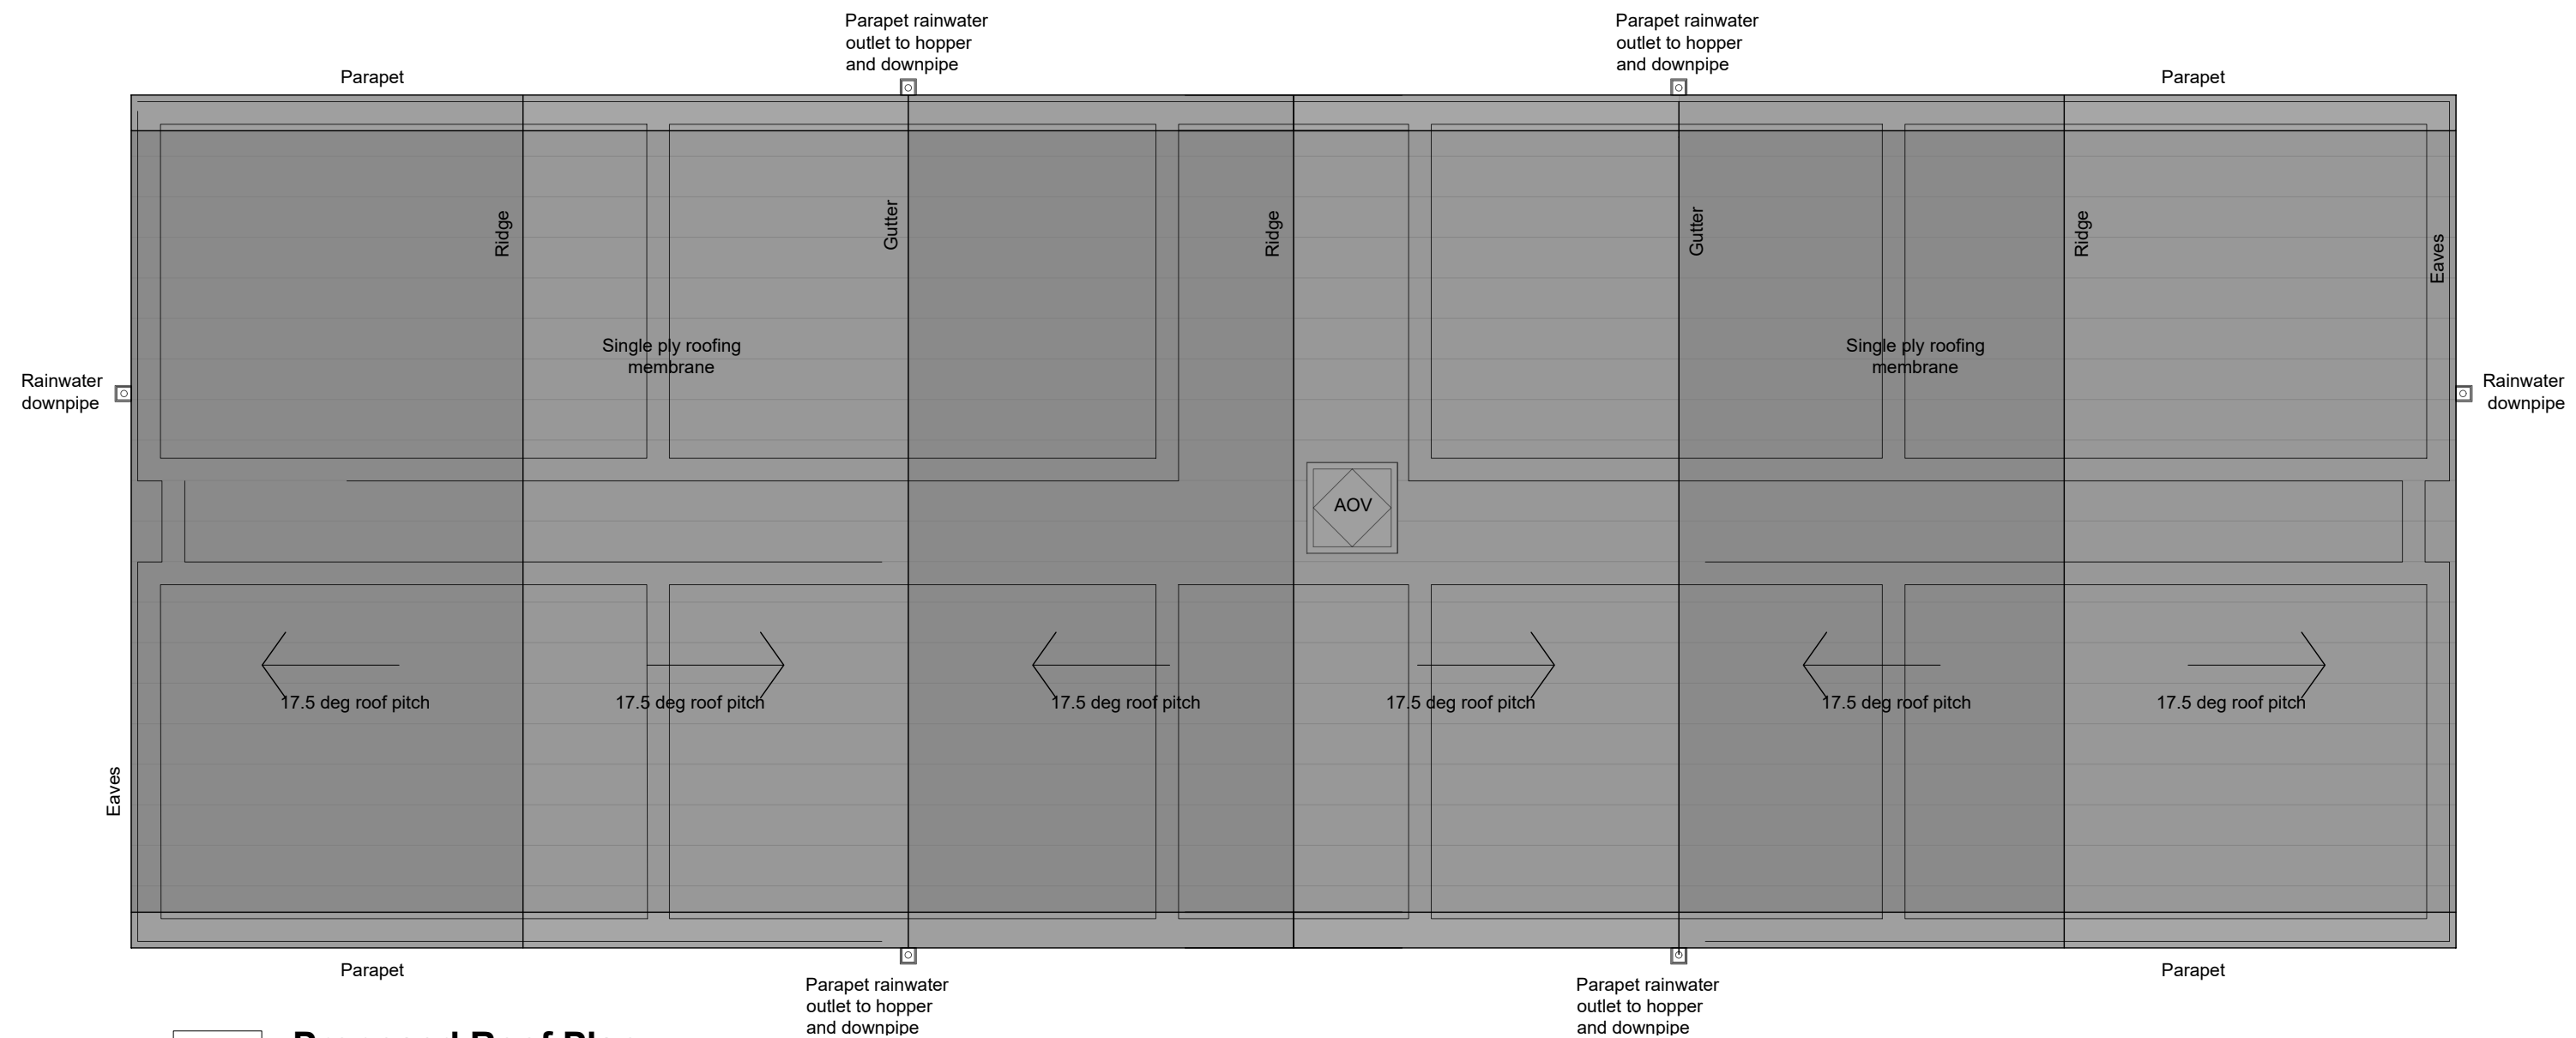 Parapet rainwater
outlet to hopper
and downpipe
Parapet rainwater
outlet to hopper
and downpipe
Parapet
Parapet
Ridge
Gutter
Ridge
Gutter
Ridge
Eaves
Single ply roofing
membrane
Single ply roofing
membrane
Rainwater
downpipe
Rainwater
downpipe
AOV
17.5 deg roof pitch
17.5 deg roof pitch
17.5 deg roof pitch
17.5 deg roof pitch
17.5 deg roof pitch
17.5 deg roof pitch
Eaves
Parapet
Parapet
Parapet rainwater
outlet to hopper
and downpipe
Parapet rainwater
outlet to hopper
and downpipe